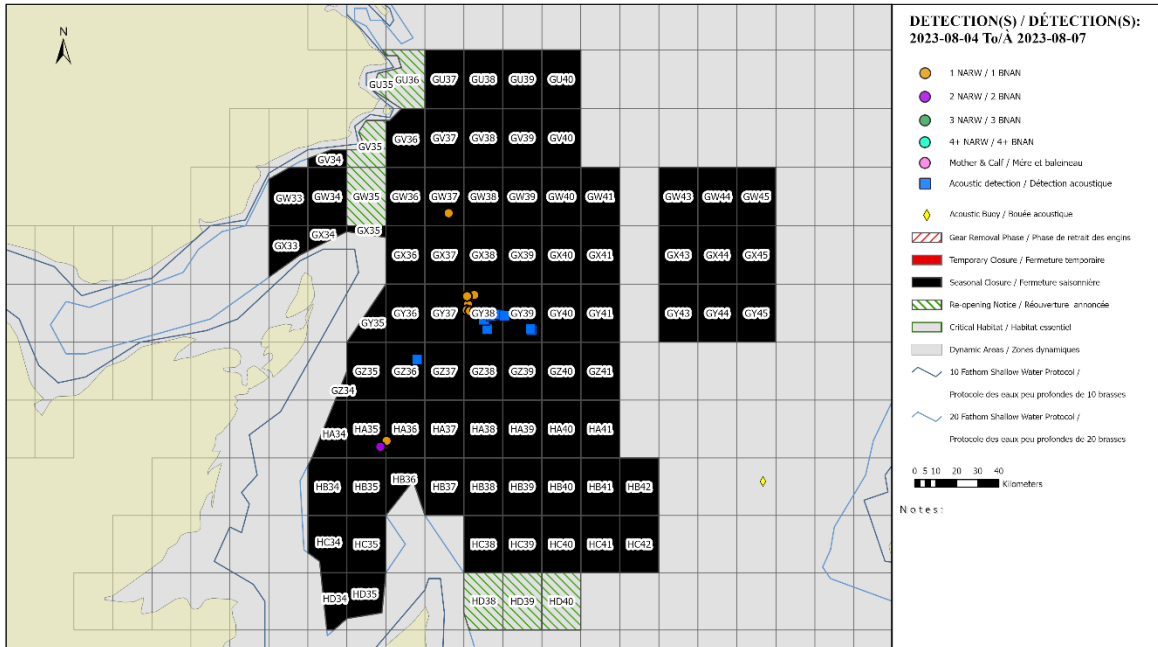 N
DETECTION(S) / DÉTECTION(S):
2023-08-04 To/À 2023-08-07
1 NARW / 1 BNAN
2 NARW / 2 BNAN
3 NARW / 3 BNAN
4+ NARW / 4+ BNAN
Mother & Calf / Mère et baleineau
Acoustic detection / Détection acoustique
Acoustic Buoy / Bouée acoustique
Gear Removal Phase / Phase de retrait des engins
Temporary Closure / Fermeture temporaire
Seasonal Closure / Fermeture saisonnière
Re-opening Notice / Réouverture annoncée
Critical Habitat / Habitat essentiel
Dynamic Areas / Zones dynamiques
10 Fathom Shallow Water Protocol /
Protocole des eaux peu profondes de 10 brasses
20 Fathom Shallow Water Protocol /
Protocole des eaux peu profondes de 20 brasses
0 5 10 20 30 40
Kilometers
Notes:
GU35 GU36 GU37 GU38 GU39 GU40
GV34 GV35 GV36 GV37 GV38 GV39 GV40
GW33 GW34 GW35 GW36 GW37 GW38 GW39 GW40 GW41 GW43 GW44 GW45
GX33 GX34 GX35 GX36 GX37 GX38 GX39 GX40 GX41 GX43 GX44 GX45
GY35 GY36 GY37 GY38 GY39 GY40 GY41 GY43 GY44 GY45
GZ34 GZ35 GZ36 GZ37 GZ38 GZ39 GZ40 GZ41
HA34 HA35 HA36 HA37 HA38 HA39 HA40 HA41
HB34 HB35 HB36 HB37 HB38 HB39 HB40 HB41 HB42
HC34 HC35 HC38 HC39 HC40 HC41 HC42
HD34 HD35 HD38 HD39 HD40